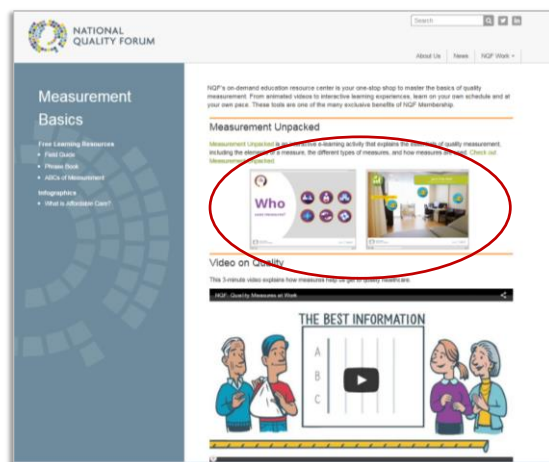 NATIONAL
QUALITY FORUM
Search
About Us
News
NQF Work
Measurement
Basics
Free Learning Resources
Field Guide
Phrase Book
ABCs of Measurement
Infographics
What is Affordable Care?
NQF's on-demand education resource center is your one-stop shop to master the basics of quality
measurement. From animated videos to interactive learning experiences, learn on your own schedule and at
your own pace. These tools are one of the many exclusive benefits of NQF Membership.
Measurement Unpacked
Measurement Unpacked is an interactive e-learning activity that explains the essentials of quality measurement,
including the elements of a measure, the different types of measures, and how measures are used. Check out
Measurement Unpacked.
Who
uses measures?
Video on Quality
This 3-minute video explains how measures help us get to quality healthcare.
NQF: Quality Measures at Work
THE BEST INFORMATION
A
B
C